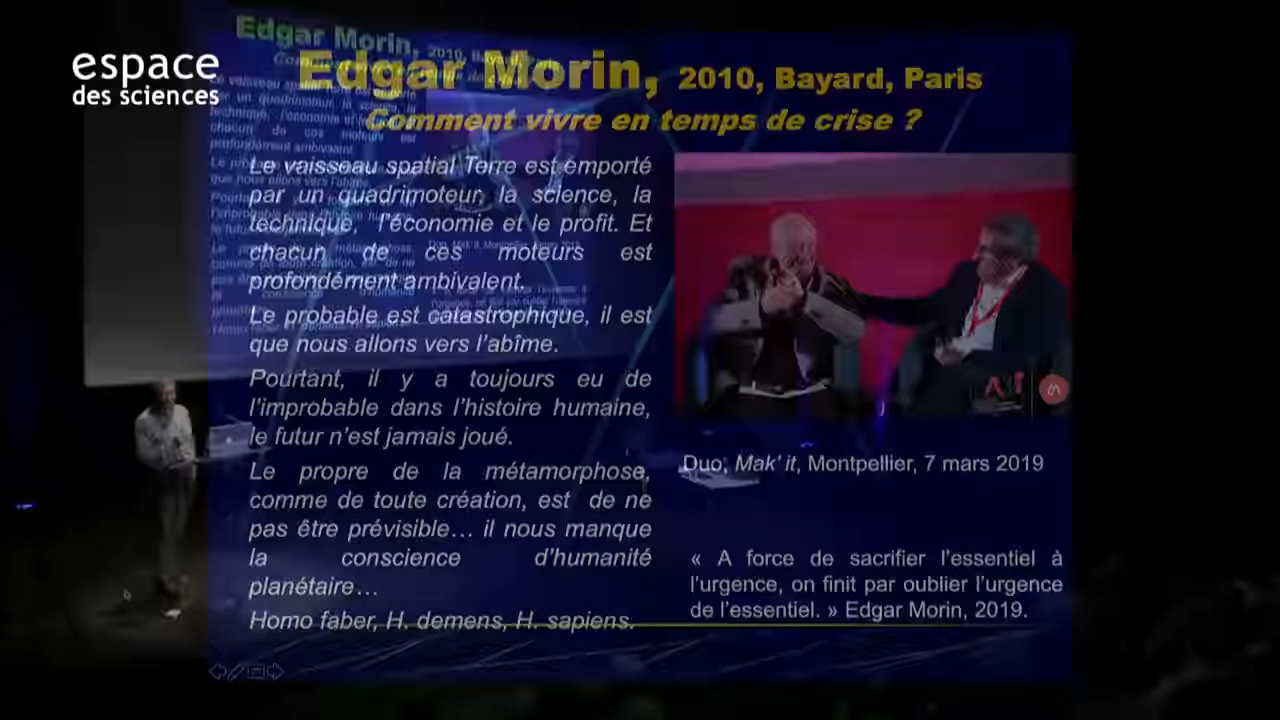 espace
des sciences
Edgar Morin, 2010, Bayard, Paris
Comment vivre en temps de crise ?
Le vaisseau spatial Terre est emporté
par un quadrimoteur, la science, la
technique, l'économie et le profit. Et
chacun de ces moteurs est
profondément ambivalent.
Le probable est catastrophique, il est
que nous allons vers l'abîme.
Pourtant, il y a toujours eu de
l'improbable dans l'histoire humaine,
le futur n'est jamais joué.
Le propre de la métamorphose,
comme de toute création, est de ne
pas être prévisible… il nous manque
la conscience d'humanité
planétaire…
Homo faber, H. demens, H. sapiens.
Duo, Mak' it, Montpellier, 7 mars 2019
« A force de sacrifier l'essentiel à
l'urgence, on finit par oublier l'urgence
de l'essentiel. » Edgar Morin, 2019.